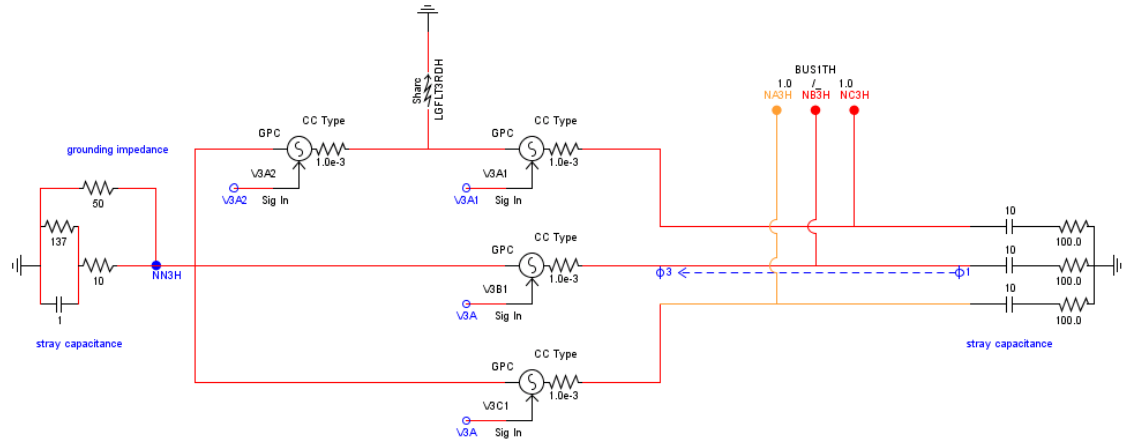 BUS1TH
1.0 /_ 1.0
NA3H NB3H NC3H
Sharc
LGFLT3RDH
CC Type
GPC
1.0e-3
V3A2
V3A2 Sig In
CC Type
GPC
1.0e-3
V3A1
V3A1 Sig In
grounding impedance
50
137
10
NN3H
1
stray capacitance
CC Type
GPC
1.0e-3
V3B1
V3A Sig In
3 1
CC Type
GPC
1.0e-3
V3C1
V3A Sig In
10
100.0
10
100.0
10
100.0
stray capacitance